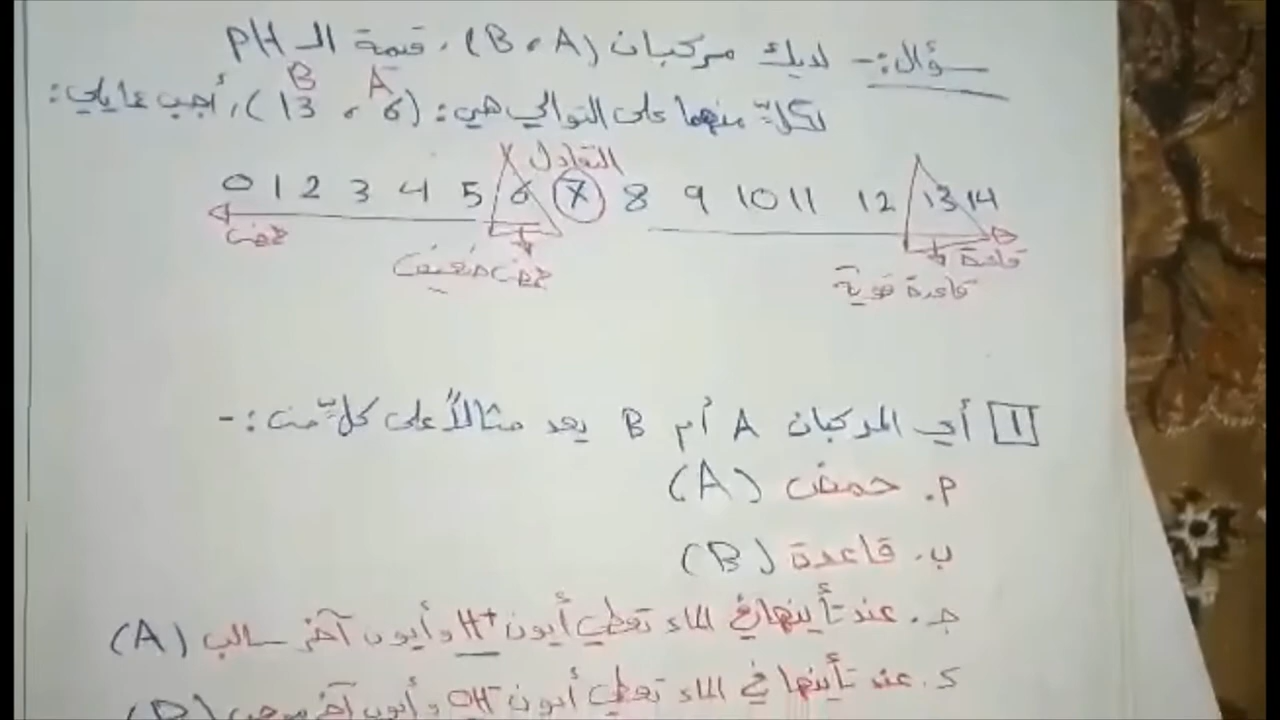 سؤال:- لديك مركبان (A ، B)، قيمة الـ pH
B A
لكلٍّ منهما على التوالي هي: (6 ، 13)، أجب عما يلي:
التعادل
0 1 2 3 4 5 6 7 8 9 10 11 12 13 14
حمض
قاعدة
حمض ضعيف
قاعدة قوية
1 أي المركبان A أم B يعد مثالاً على كلٍّ من:-
أ. حمض (A)
ب. قاعدة (B)
جـ. عند تأينها في الماء تعطي أيون H+ وأيون آخر سالب (A)
د. عند تأينها في الماء تعطي أيون OH- وأيون آخر موجب (B)